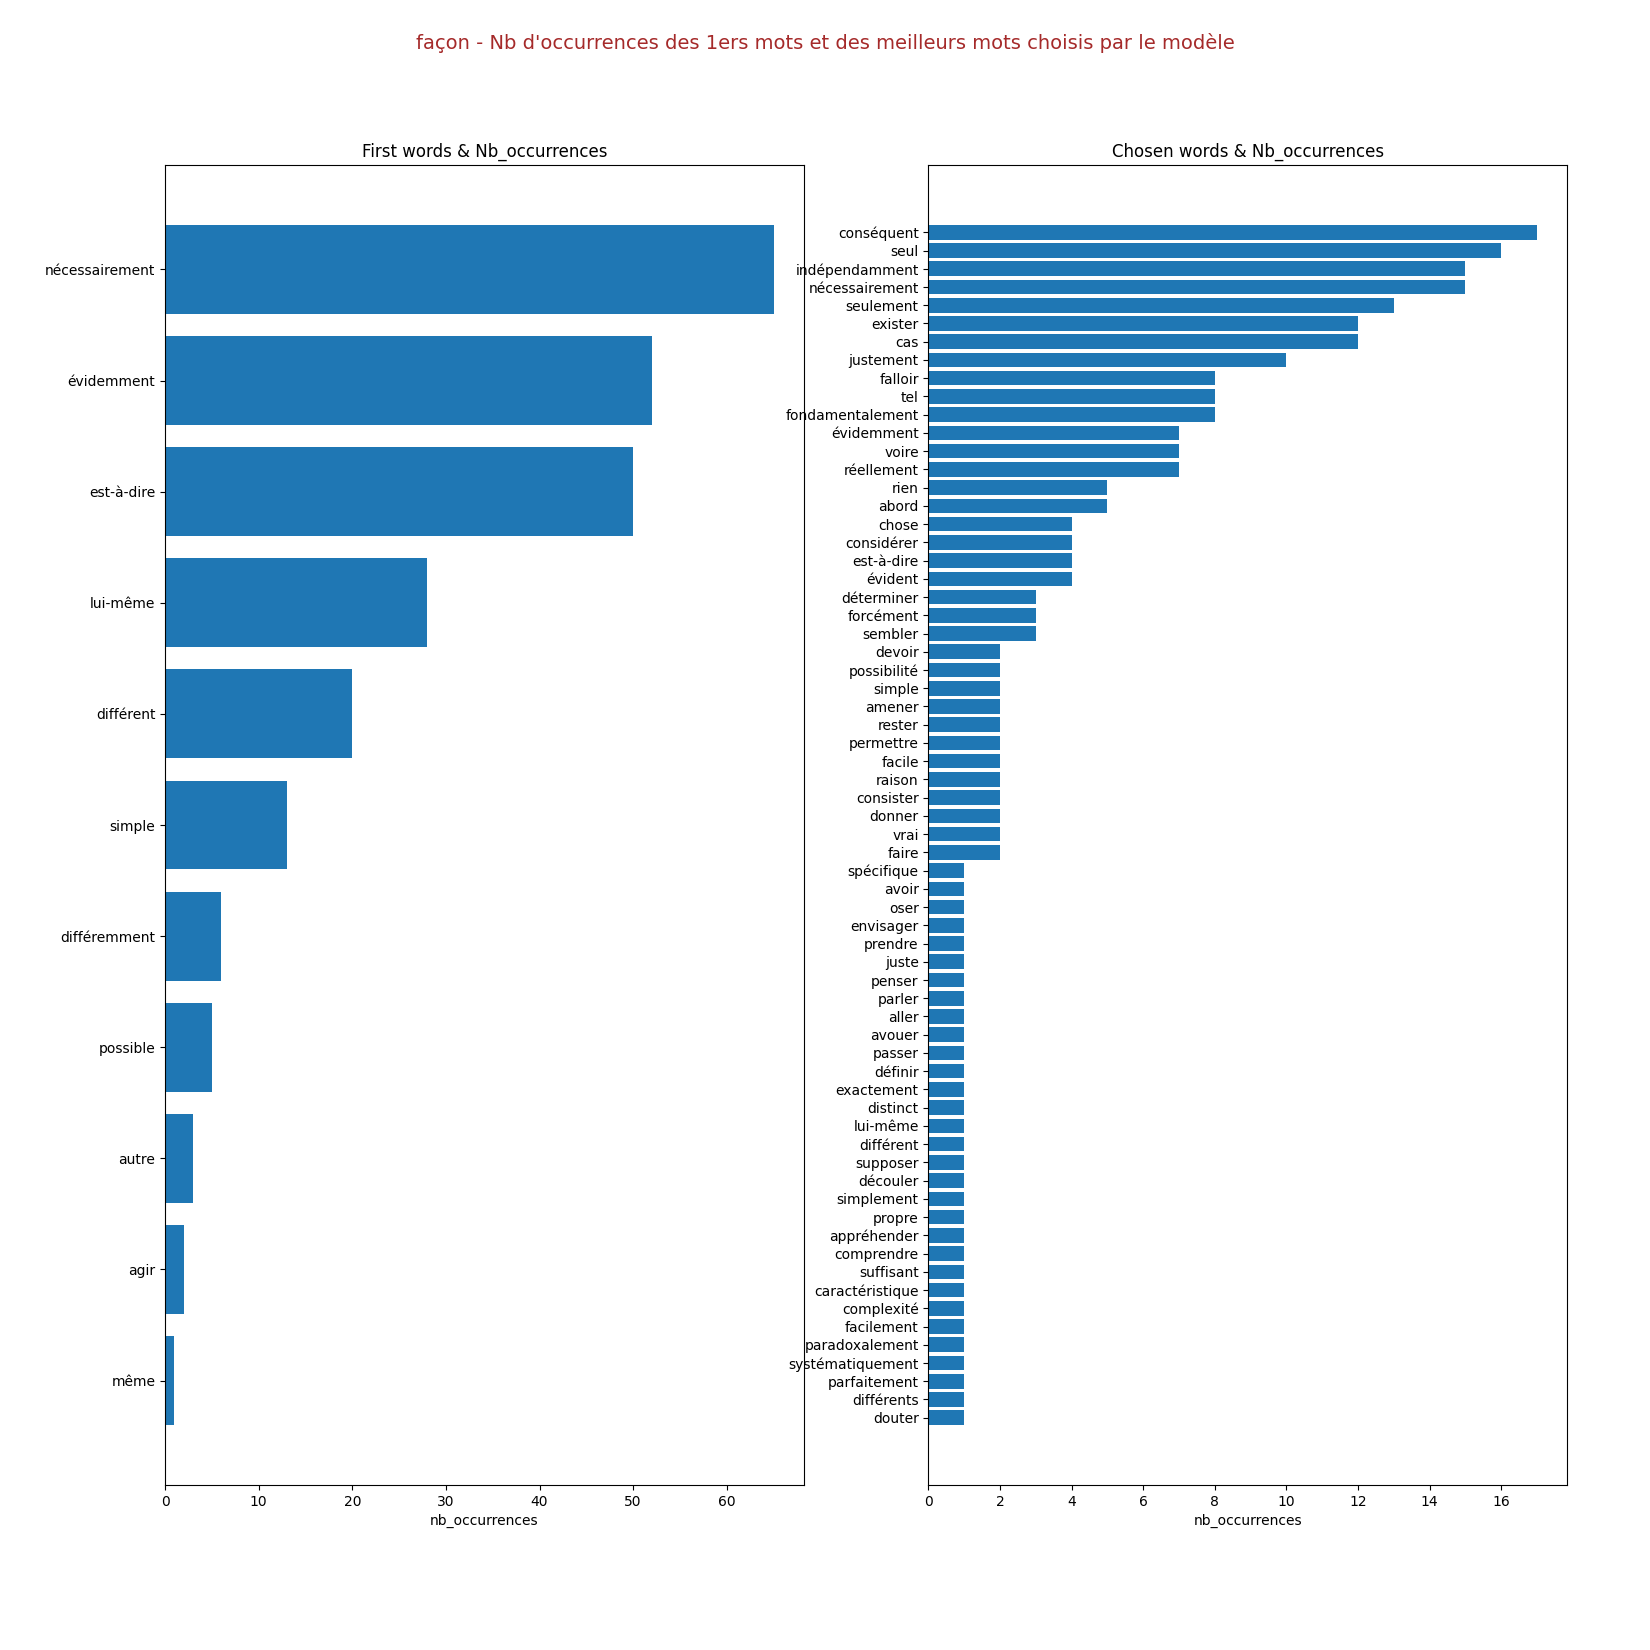 façon - Nb d'occurrences des 1ers mots et des meilleurs mots choisis par le modèle
First words & Nb_occurrences
nécessairement
évidemment
est-à-dire
lui-même
différent
simple
différemment
possible
autre
agir
même
0 10 20 30 40 50 60
nb_occurrences
Chosen words & Nb_occurrences
conséquent
seul
indépendamment
nécessairement
seulement
exister
cas
justement
falloir
tel
fondamentalement
évidemment
voire
réellement
rien
abord
chose
considérer
est-à-dire
évident
déterminer
forcément
sembler
devoir
possibilité
simple
amener
rester
permettre
facile
raison
consister
donner
vrai
faire
spécifique
avoir
oser
envisager
prendre
juste
penser
parler
aller
avouer
passer
définir
exactement
distinct
lui-même
différent
supposer
découler
simplement
propre
appréhender
comprendre
suffisant
caractéristique
complexité
facilement
paradoxalement
systématiquement
parfaitement
différents
douter
0 2 4 6 8 10 12 14 16
nb_occurrences